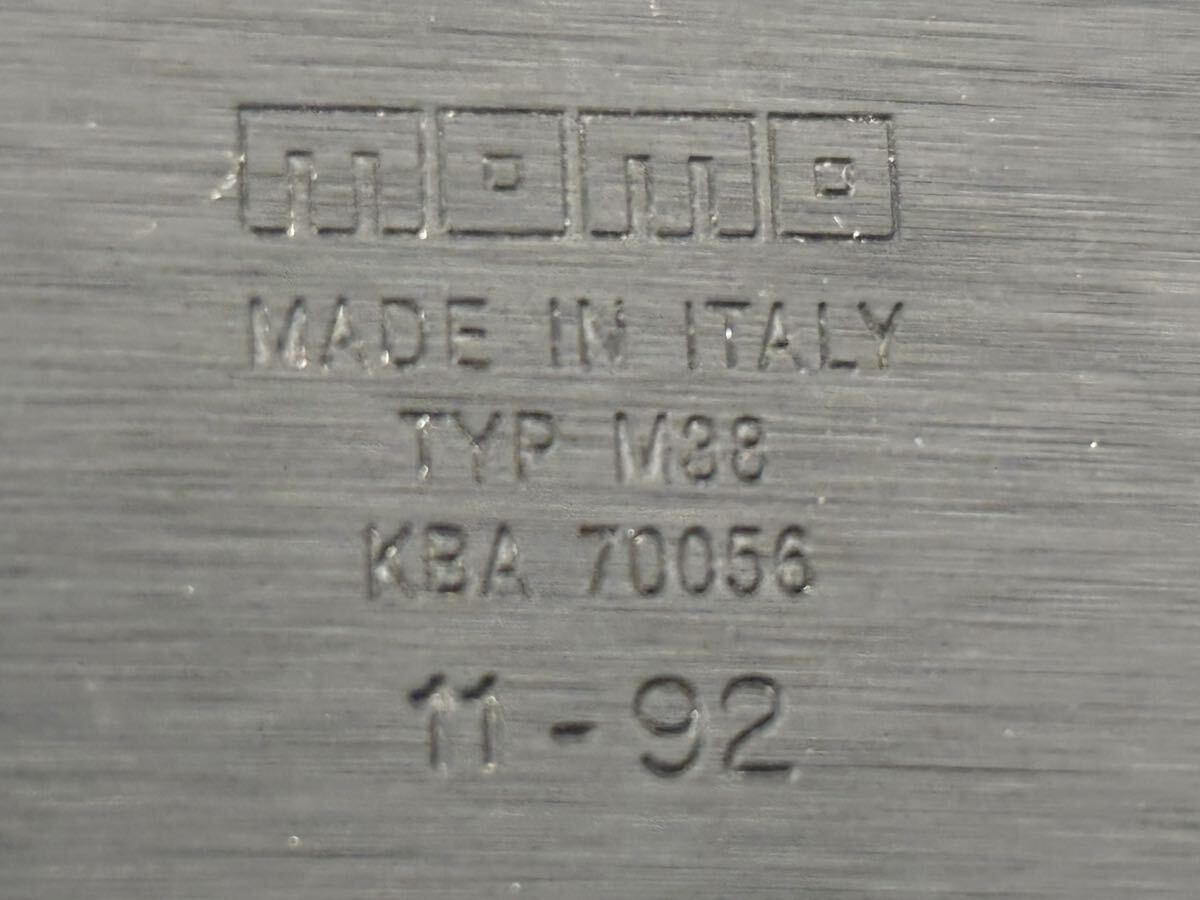 momo
MADE IN ITALY
TYP M38
KBA 70056
11-92